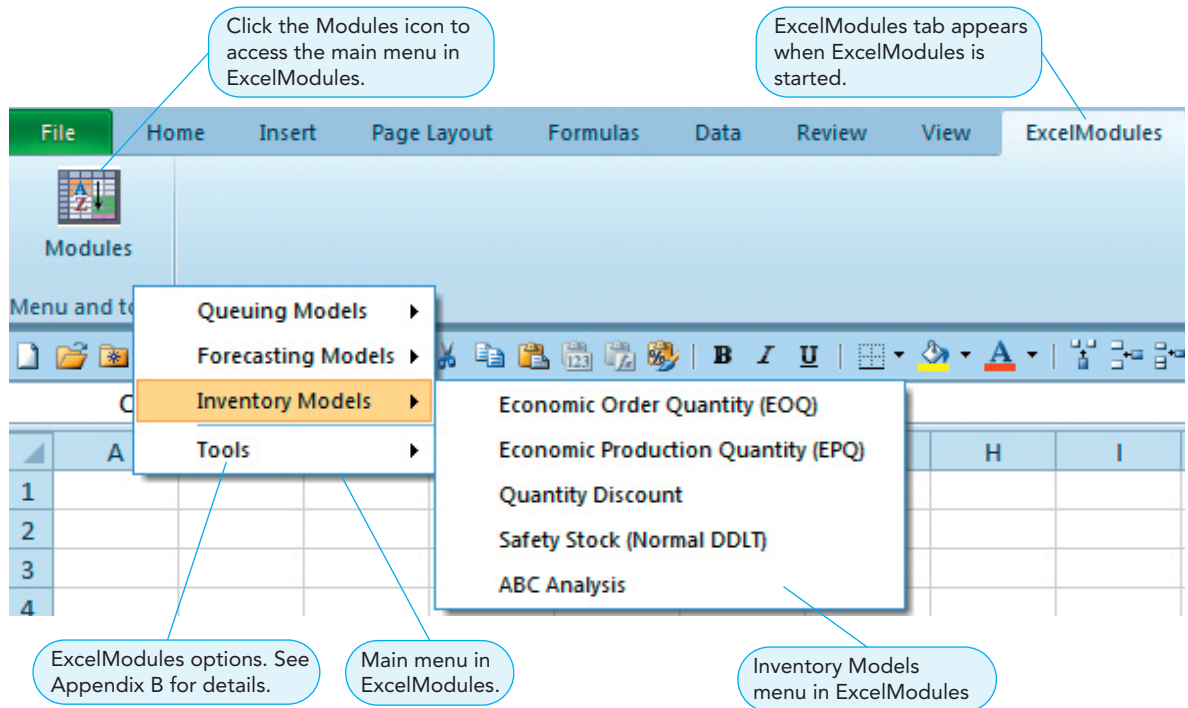 Click the Modules icon to
access the main menu in
ExcelModules.
ExcelModules tab appears
when ExcelModules is
started.
File Home Insert Page Layout Formulas Data Review View ExcelModules
Modules
Menu and to
Queuing Models
Forecasting Models
Inventory Models
Tools
B I U A
Economic Order Quantity (EOQ)
Economic Production Quantity (EPQ)
Quantity Discount
Safety Stock (Normal DDLT)
ABC Analysis
C
A H I
1
2
3
4
ExcelModules options. See
Appendix B for details.
Main menu in
ExcelModules.
Inventory Models
menu in ExcelModules